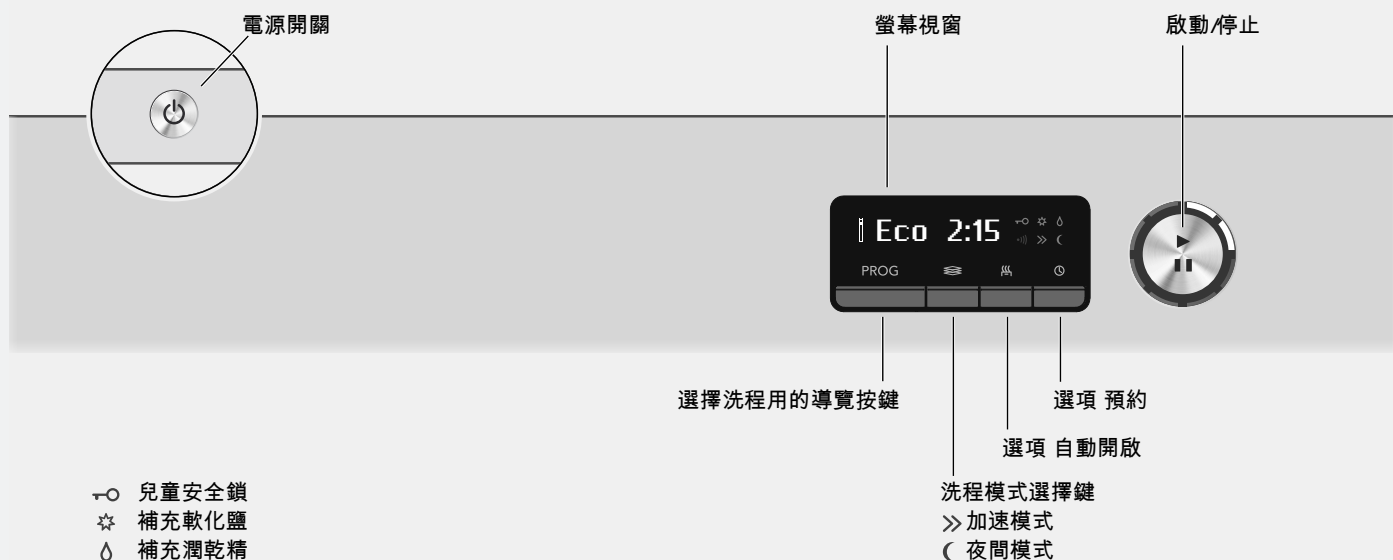 電源開關
螢幕視窗
啟動/停止
Eco 2:15
PROG
選擇洗程用的導覽按鍵
選項 預約
選項 自動開啟
兒童安全鎖
補充軟化鹽
補充潤乾精
洗程模式選擇鍵
加速模式
夜間模式